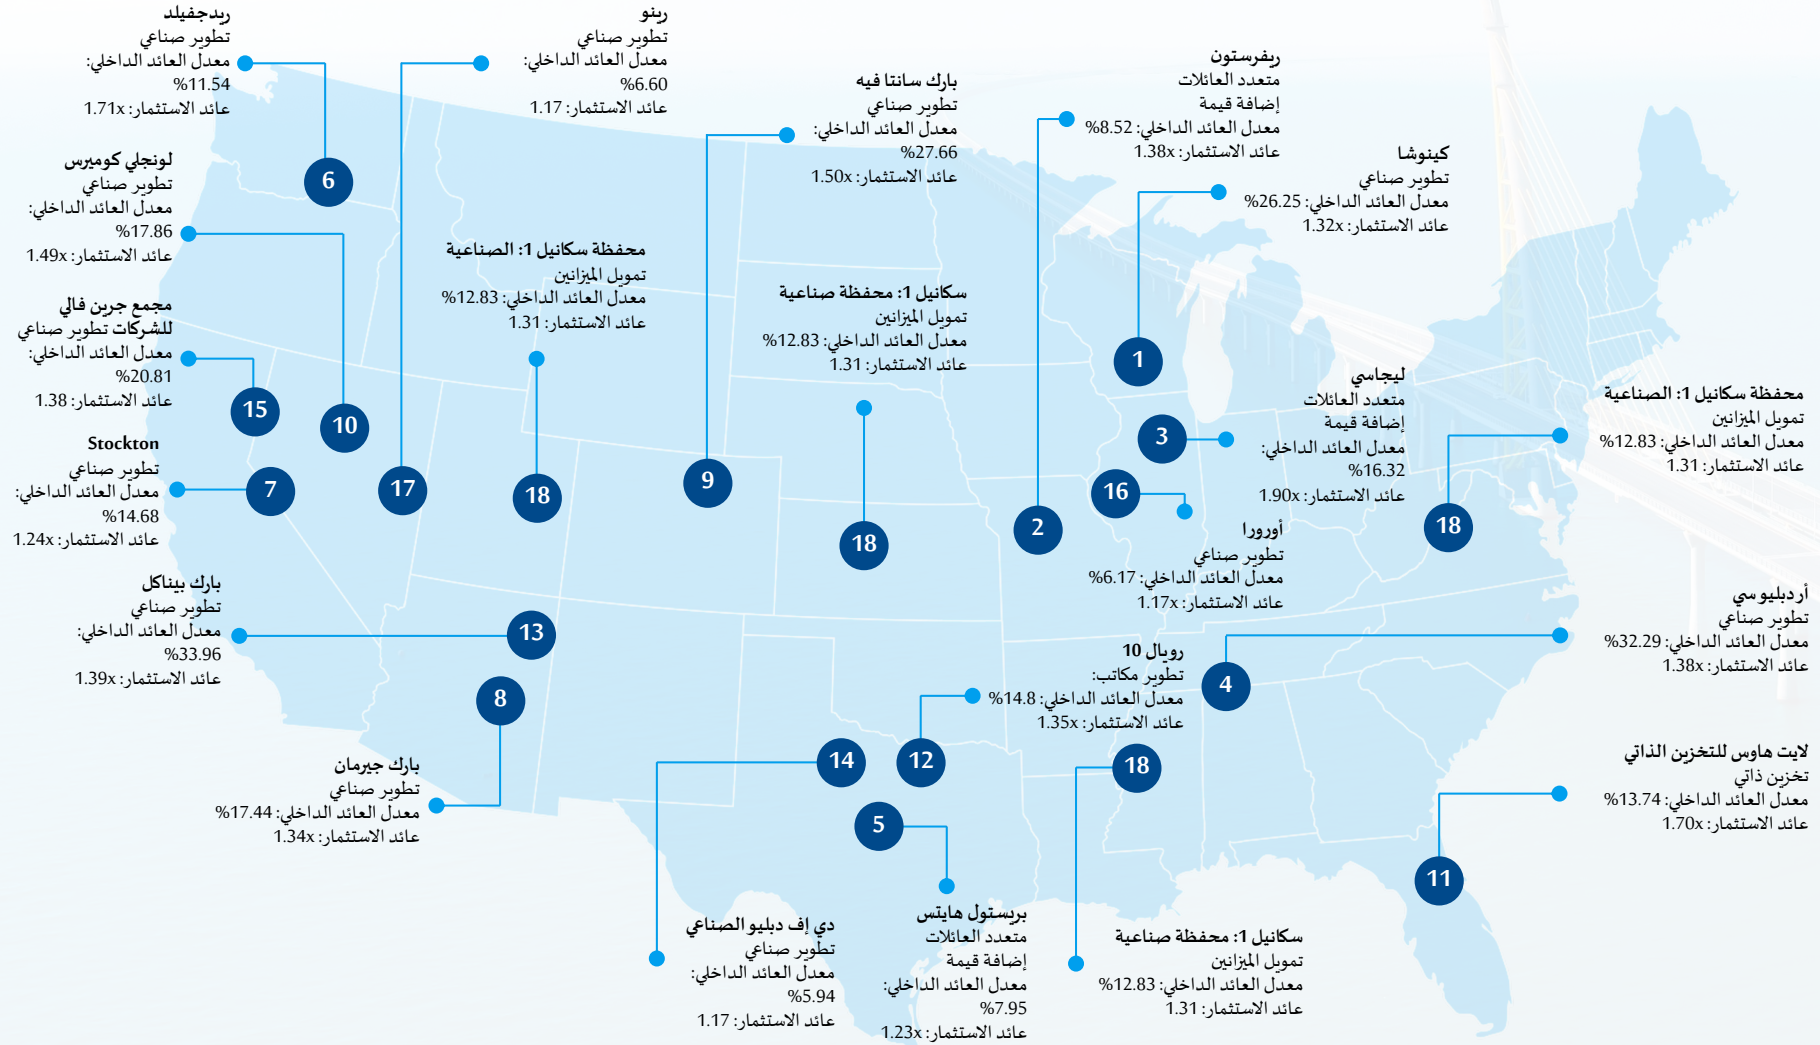 ريدجفيلد
تطوير صناعي
معدل العائد الداخلي:
%11.54
عائد الاستثمار: 1.71x
6
رينو
تطوير صناعي
معدل العائد الداخلي:
%6.60
عائد الاستثمار: 1.17
17
بارك سانتا فيه
تطوير صناعي
معدل العائد الداخلي:
%27.66
عائد الاستثمار: 1.50x
9
ريفرستون
متعدد العائلات
إضافة قيمة
معدل العائد الداخلي: 8.52%
عائد الاستثمار: 1.38x
2
كينوشا
تطوير صناعي
معدل العائد الداخلي: 26.25%
عائد الاستثمار: 1.32x
1
لونجلي كوميرس
تطوير صناعي
معدل العائد الداخلي:
%17.86
عائد الاستثمار: 1.49x
10
محفظة سكانيل 1: الصناعية
تمويل الميزانين
معدل العائد الداخلي: 12.83%
عائد الاستثمار: 1.31
18
سكانيل 1: محفظة صناعية
تمويل الميزانين
معدل العائد الداخلي: 12.83%
عائد الاستثمار: 1.31
18
مجمع جرين فالي
للشركات تطوير صناعي
معدل العائد الداخلي:
%20.81
عائد الاستثمار: 1.38
15
ليجاسي
متعدد العائلات
إضافة قيمة
معدل العائد الداخلي:
%16.32
عائد الاستثمار: 1.90x
3
محفظة سكانيل 1: الصناعية
تمويل الميزانين
معدل العائد الداخلي: 12.83%
عائد الاستثمار: 1.31
18
Stockton
تطوير صناعي
معدل العائد الداخلي:
%14.68
عائد الاستثمار: 1.24x
7
16
أورورا
تطوير صناعي
معدل العائد الداخلي: 6.17%
عائد الاستثمار: 1.17x
بارك بيناكل
تطوير صناعي
معدل العائد الداخلي:
%33.96
عائد الاستثمار: 1.39x
13
أر دبليو سي
تطوير صناعي
معدل العائد الداخلي: 32.29%
عائد الاستثمار: 1.38x
4
رويال 10
تطوير مكاتب:
معدل العائد الداخلي: 14.8%
عائد الاستثمار: 1.35x
12
8
بارك جيرمان
تطوير صناعي
معدل العائد الداخلي: 17.44%
عائد الاستثمار: 1.34x
لايت هاوس للتخزين الذاتي
تخزين ذاتي
معدل العائد الداخلي: 13.74%
عائد الاستثمار: 1.70x
11
14
دي إف دبليو الصناعي
تطوير صناعي
معدل العائد الداخلي:
%5.94
عائد الاستثمار: 1.17
5
بريستول هايتس
متعدد العائلات
إضافة قيمة
معدل العائد الداخلي:
%7.95
عائد الاستثمار: 1.23x
18
سكانيل 1: محفظة صناعية
تمويل الميزانين
معدل العائد الداخلي: 12.83%
عائد الاستثمار: 1.31